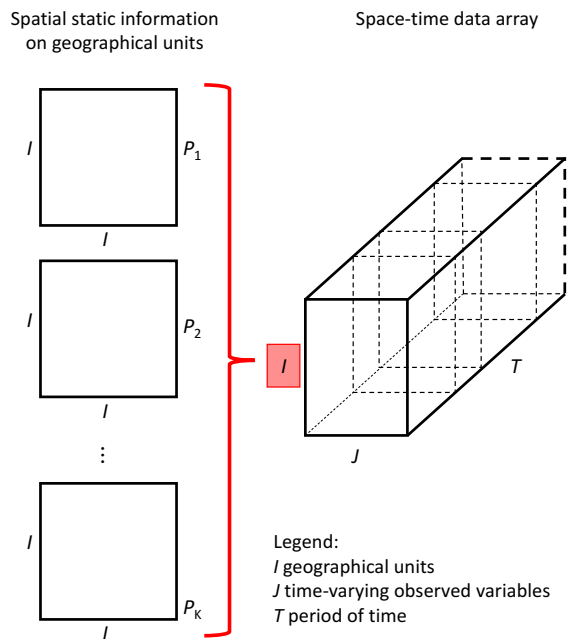 Spatial static information
on geographical units
Space-time data array
I
P1
I
I
P2
I
⋮
I
PK
I
I
J
T
Legend:
I geographical units
J time-varying observed variables
T period of time